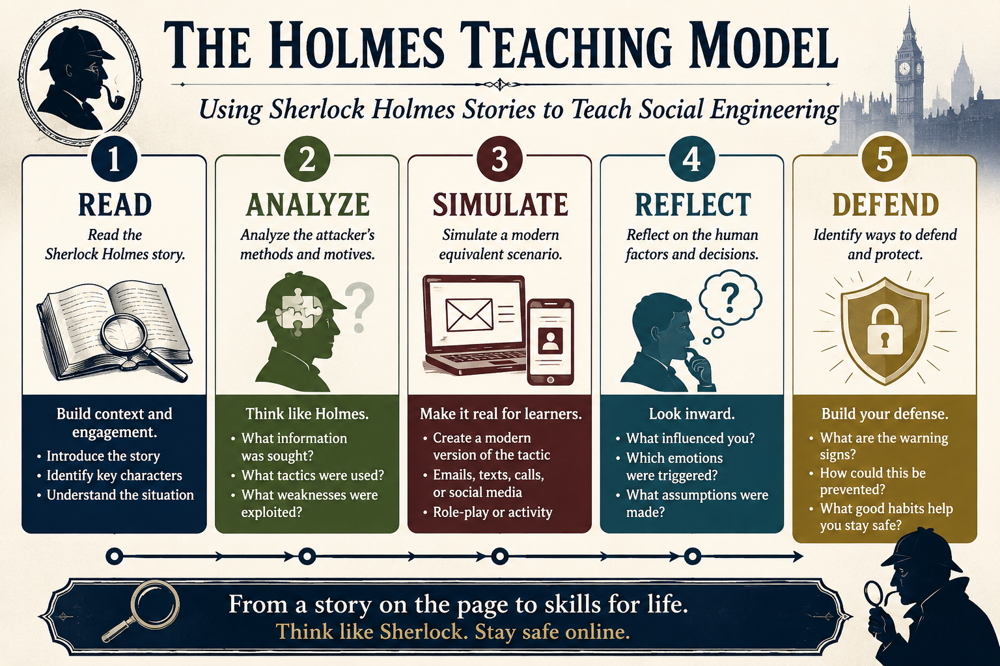 THE HOLMES TEACHING MODEL
Using Sherlock Holmes Stories to Teach Social Engineering
1
READ
Read the
Sherlock Holmes story.
Build context and
engagement.
• Introduce the story
• Identify key characters
• Understand the situation
2
ANALYZE
Analyze the attacker's
methods and motives.
?
Think like Holmes.
• What information
was sought?
• What tactics were used?
• What weaknesses were
exploited?
3
SIMULATE
Simulate a modern
equivalent scenario.
Make it real for learners.
• Create a modern
version of the tactic
• Emails, texts, calls,
or social media
• Role-play or activity
4
REFLECT
Reflect on the human
factors and decisions.
?
Look inward.
• What influenced you?
• Which emotions
were triggered?
• What assumptions were
made?
5
DEFEND
Identify ways to defend
and protect.
Build your defense.
• What are the warning
signs?
• How could this be
prevented?
• What good habits help
you stay safe?
From a story on the page to skills for life.
Think like Sherlock. Stay safe online.